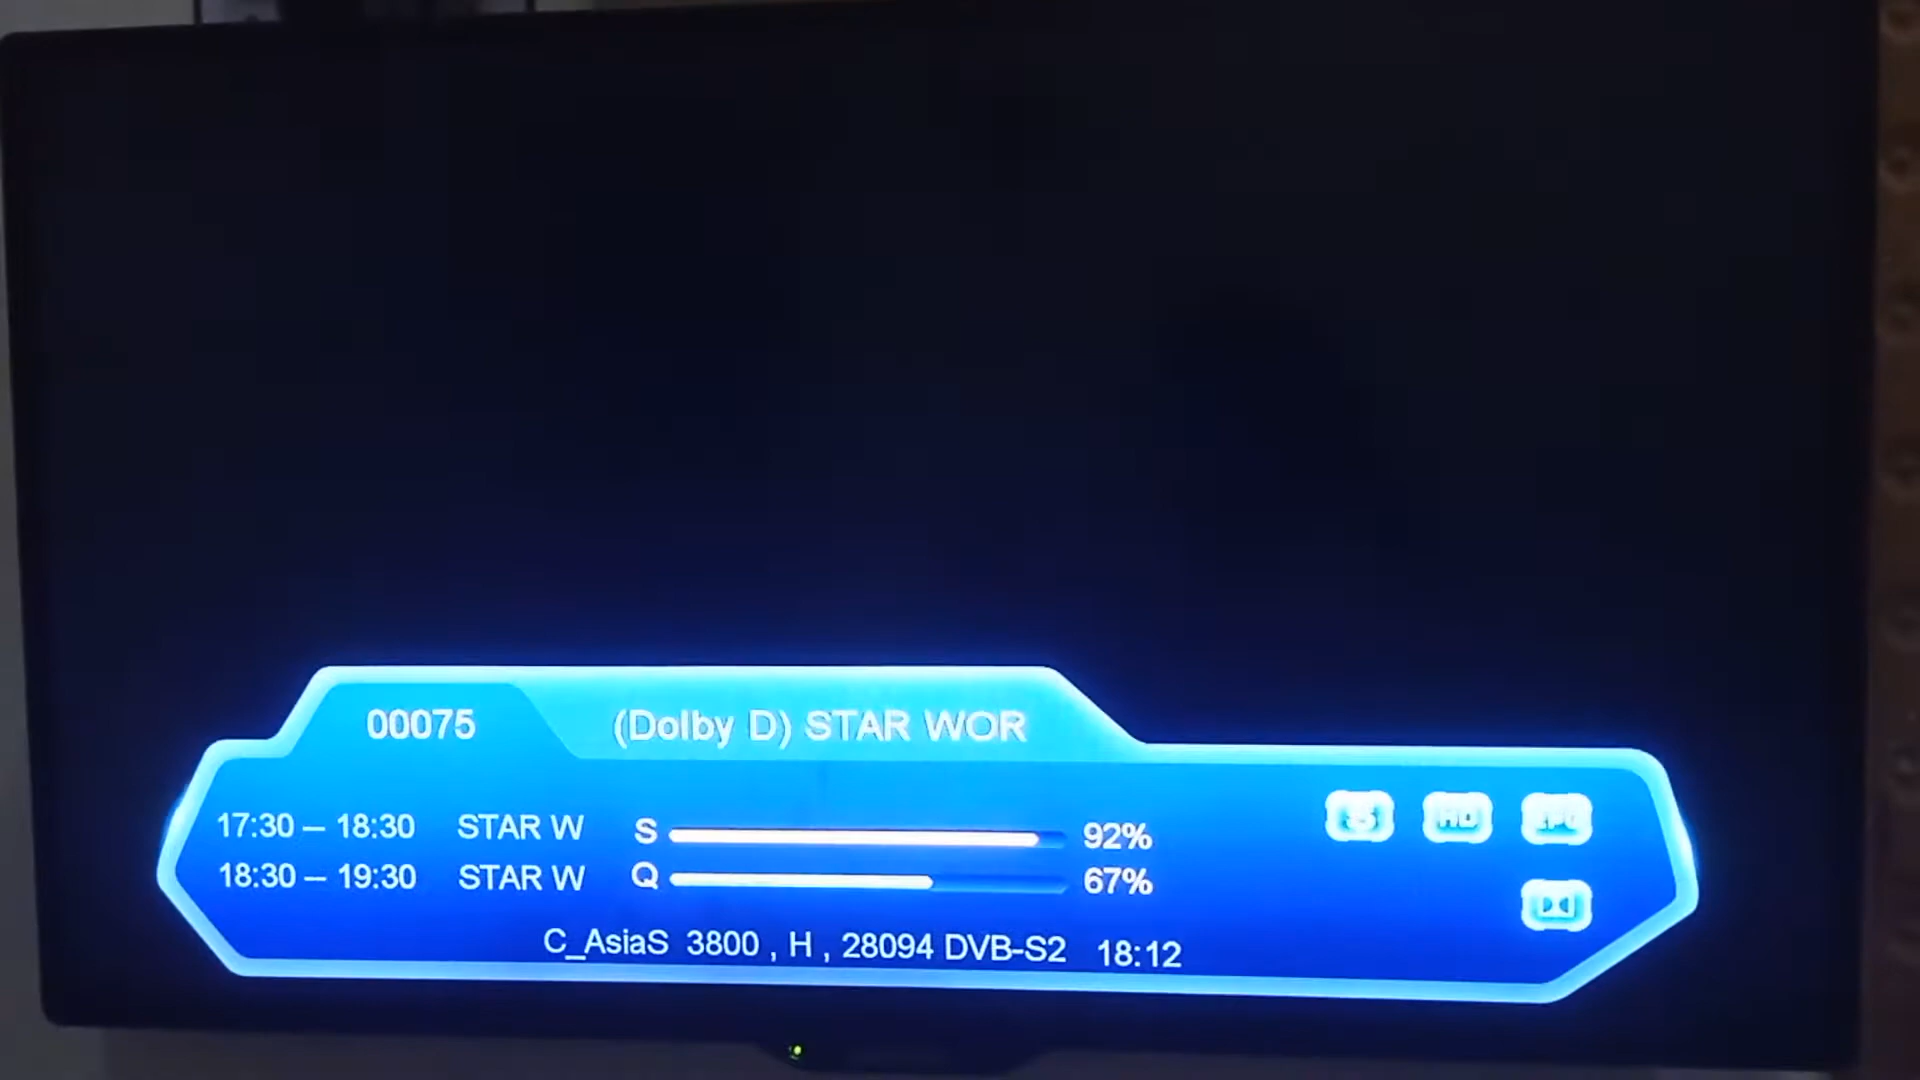 00075
(Dolby D) STAR WOR
17:30 – 18:30 STAR W S 92%
18:30 – 19:30 STAR W Q 67%
C_AsiaS 3800 , H , 28094 DVB-S2 18:12
$ HD EPG